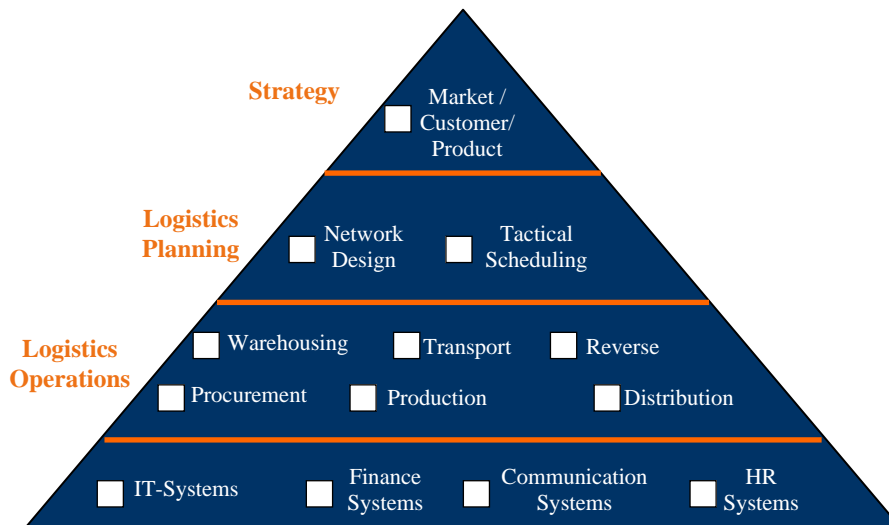 Strategy
Market /
Customer/
Product
Logistics
Planning
Network
Design
Tactical
Scheduling
Logistics
Operations
Warehousing
Transport
Reverse
Procurement
Production
Distribution
IT-Systems
Finance
Systems
Communication
Systems
HR
Systems